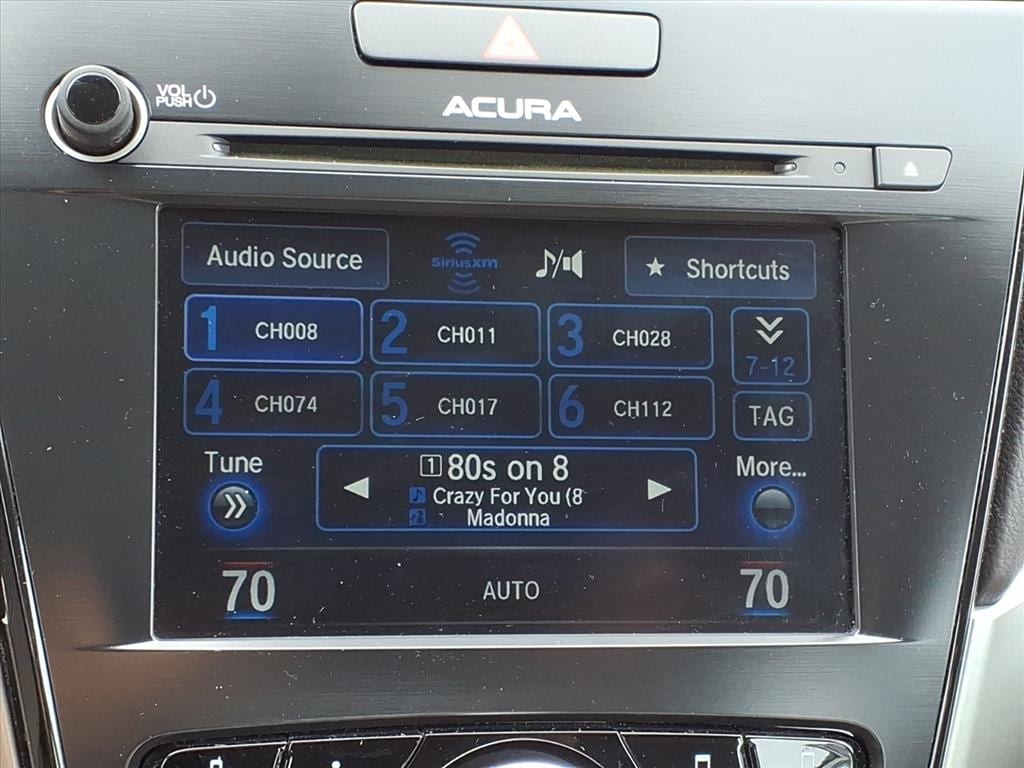 VOL
PUSH
ACURA
Audio Source
SiriusXM
Shortcuts
1 CH008
2 CH011
3 CH028
7-12
4 CH074
5 CH017
6 CH112
TAG
Tune
1 80s on 8
More...
Crazy For You (8
Madonna
70
AUTO
70